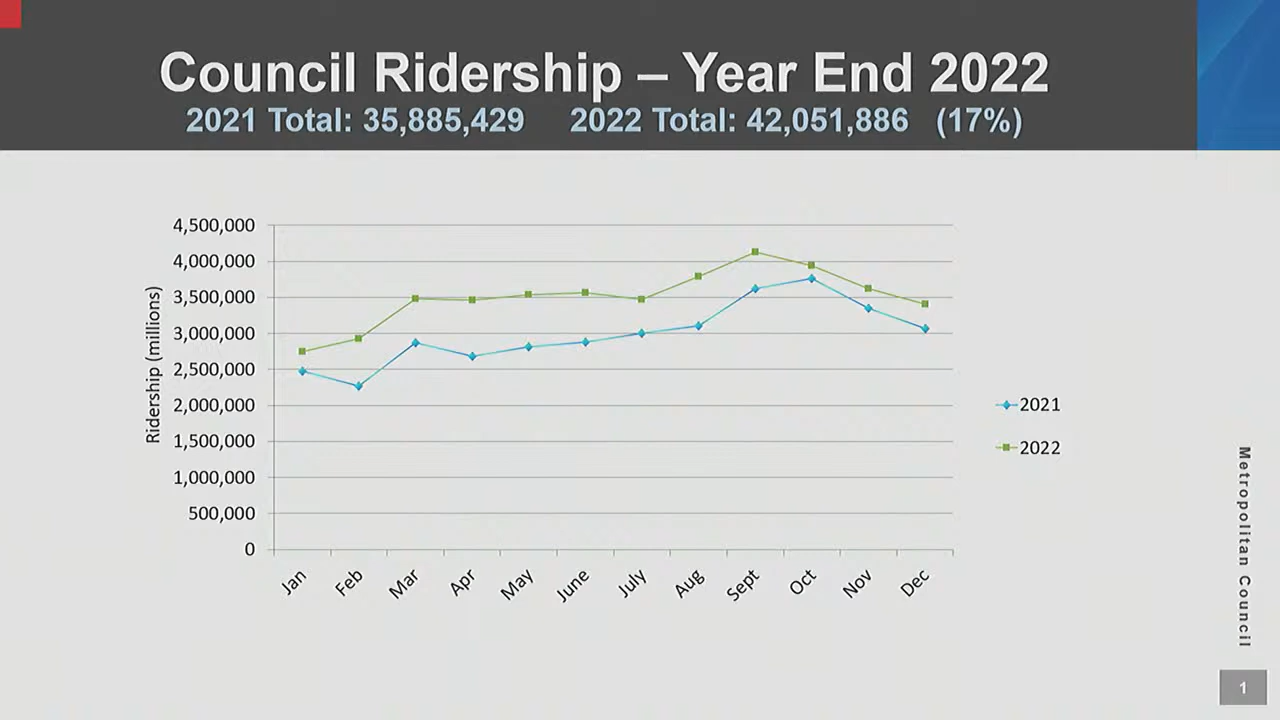 Council Ridership – Year End 2022
2021 Total: 35,885,429 2022 Total: 42,051,886 (17%)
Ridership (millions)
4,500,000
4,000,000
3,500,000
3,000,000
2,500,000
2,000,000
1,500,000
1,000,000
500,000
0
Jan
Feb
Mar
Apr
May
June
July
Aug
Sept
Oct
Nov
Dec
2021
2022
Metropolitan Council
1